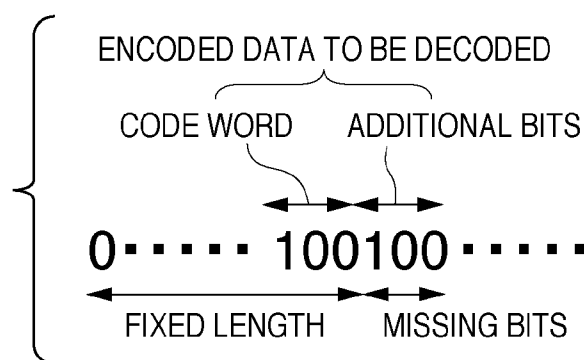 ENCODED DATA TO BE DECODED
CODE WORD ADDITIONAL BITS
0····· 100100·····
FIXED LENGTH MISSING BITS